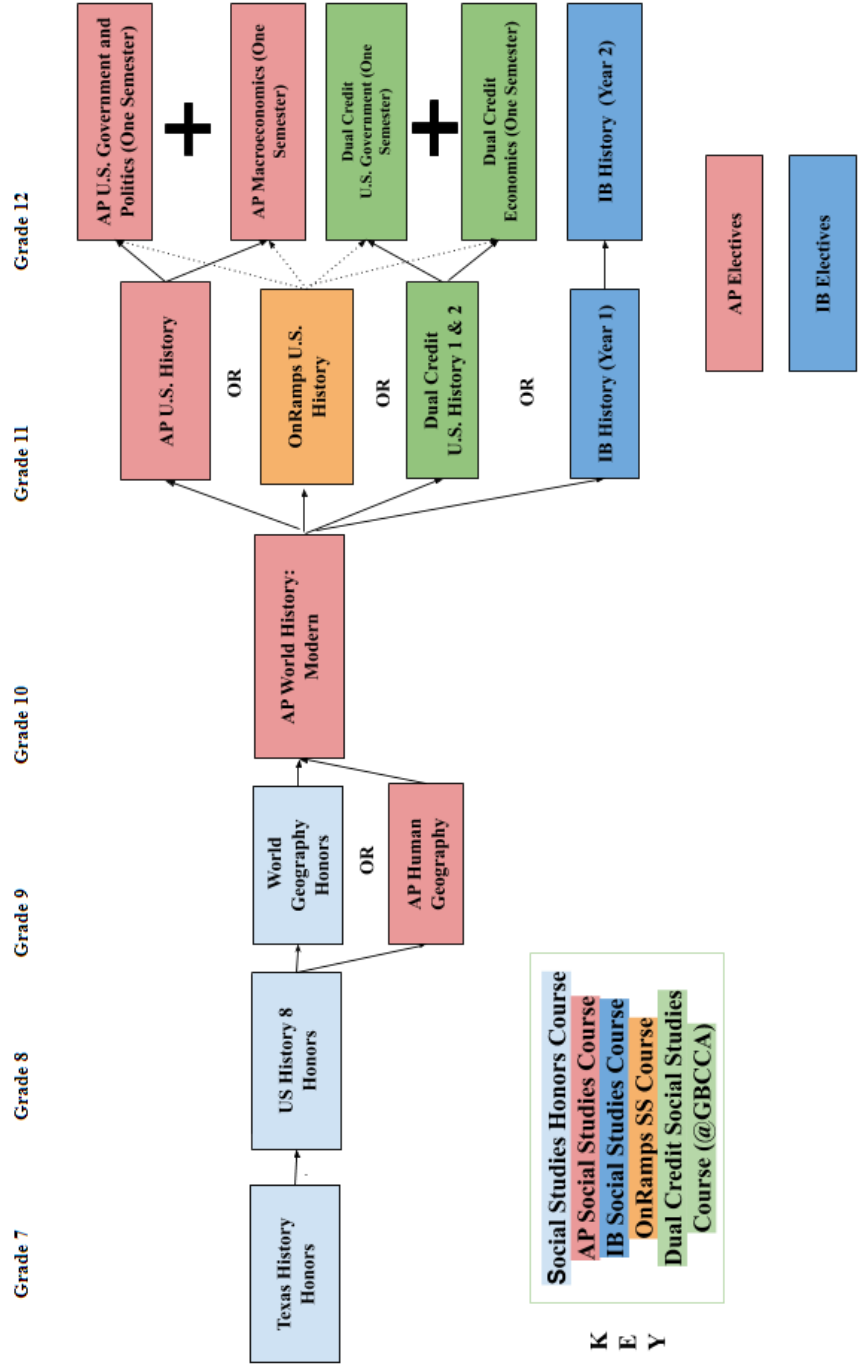 Grade 7
Grade 8
Grade 9
Grade 10
Grade 11
Grade 12
Texas History
Honors
US History 8
Honors
World
Geography
Honors
OR
AP Human
Geography
AP World History:
Modern
AP U.S. History
OR
OnRamps U.S.
History
OR
Dual Credit
U.S. History 1 & 2
OR
IB History (Year 1)
AP U.S. Government and
Politics (One Semester)
+
AP Macroeconomics (One
Semester)
Dual Credit
U.S. Government (One
Semester)
+
Dual Credit
Economics (One Semester)
IB History (Year 2)
AP Electives
IB Electives
K
E
Y
Social Studies Honors Course
AP Social Studies Course
IB Social Studies Course
OnRamps SS Course
Dual Credit Social Studies
Course (@GBCCA)